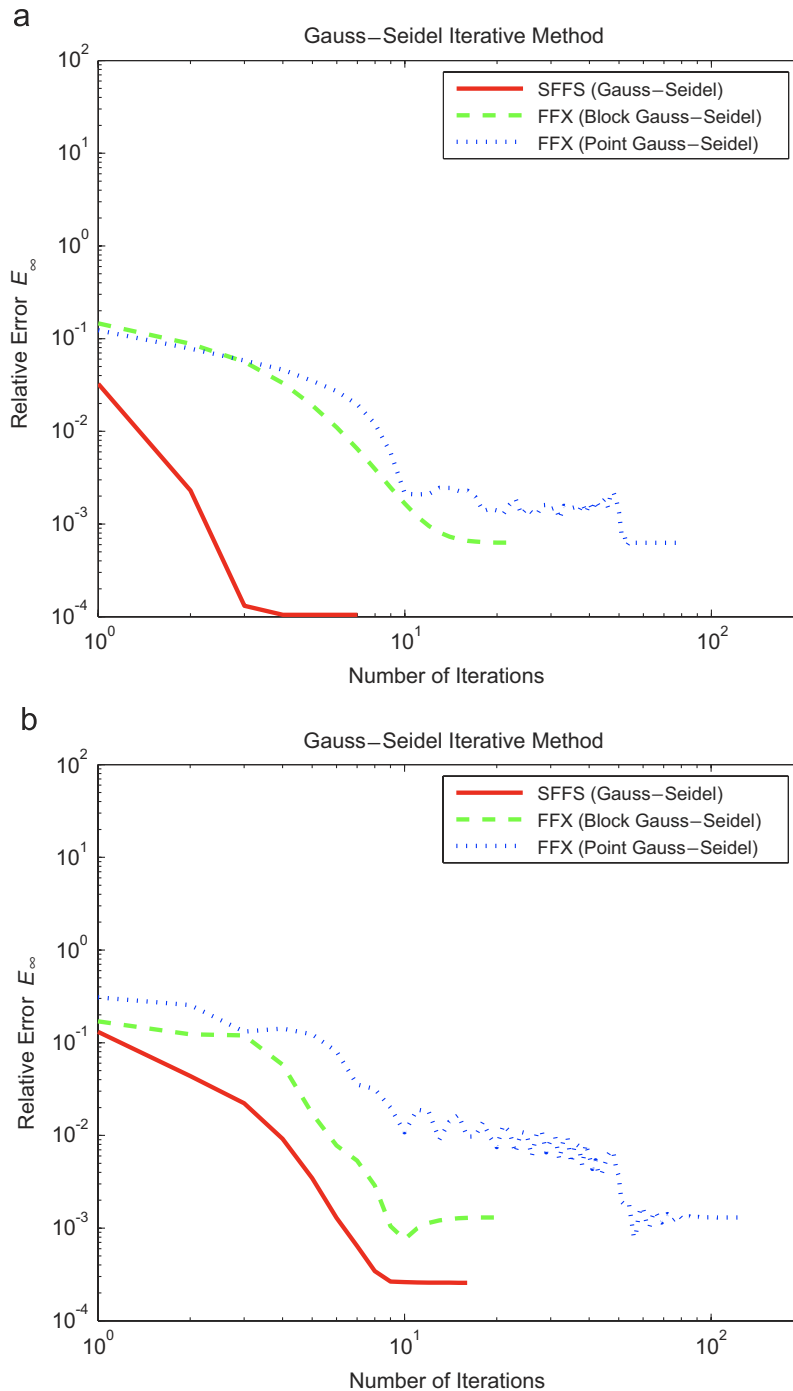 a
Gauss−Seidel Iterative Method
10^2
SFFS (Gauss−Seidel)
FFX (Block Gauss−Seidel)
FFX (Point Gauss−Seidel)
10^1
10^0
10^-1
10^-2
10^-3
10^-4
Relative Error E∞
10^0
10^1
10^2
Number of Iterations
b
Gauss−Seidel Iterative Method
10^2
SFFS (Gauss−Seidel)
FFX (Block Gauss−Seidel)
FFX (Point Gauss−Seidel)
10^1
10^0
10^-1
10^-2
10^-3
10^-4
Relative Error E∞
10^0
10^1
10^2
Number of Iterations